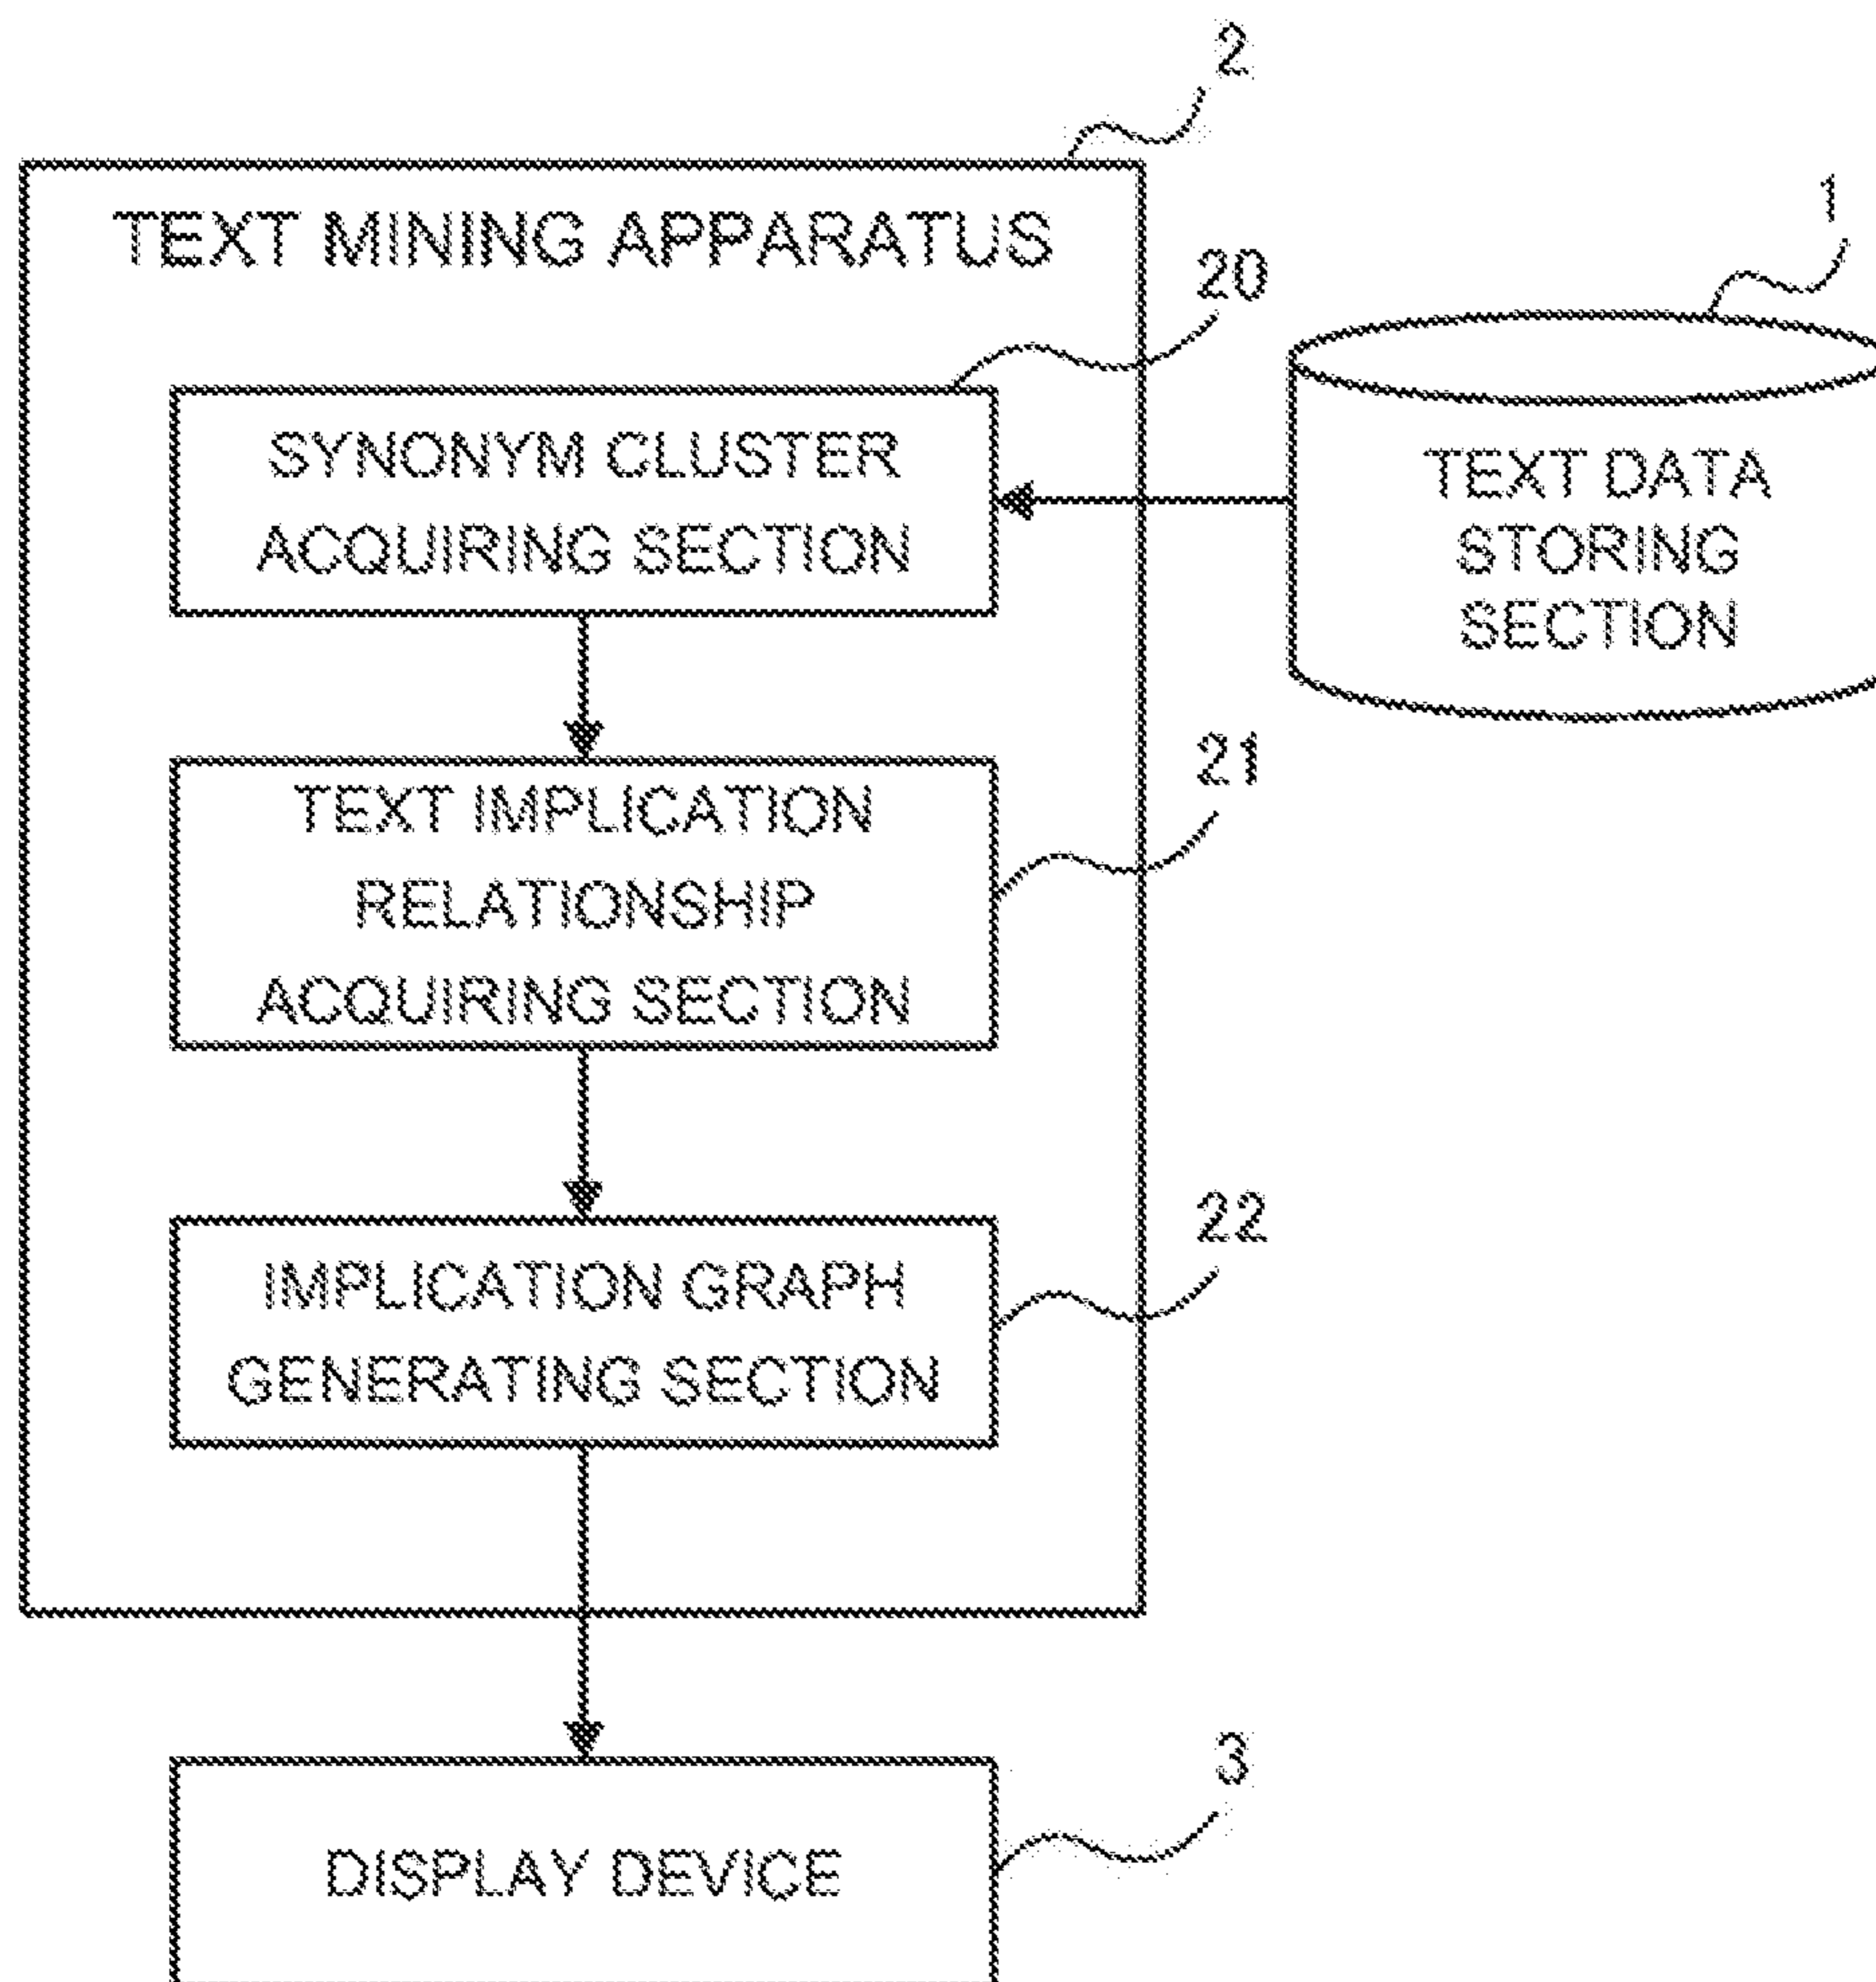 2
TEXT MINING APPARATUS
1
20
SYNONYM CLUSTER
ACQUIRING SECTION
TEXT DATA
STORING
SECTION
21
TEXT IMPLICATION
RELATIONSHIP
ACQUIRING SECTION
22
IMPLICATION GRAPH
GENERATING SECTION
3
DISPLAY DEVICE